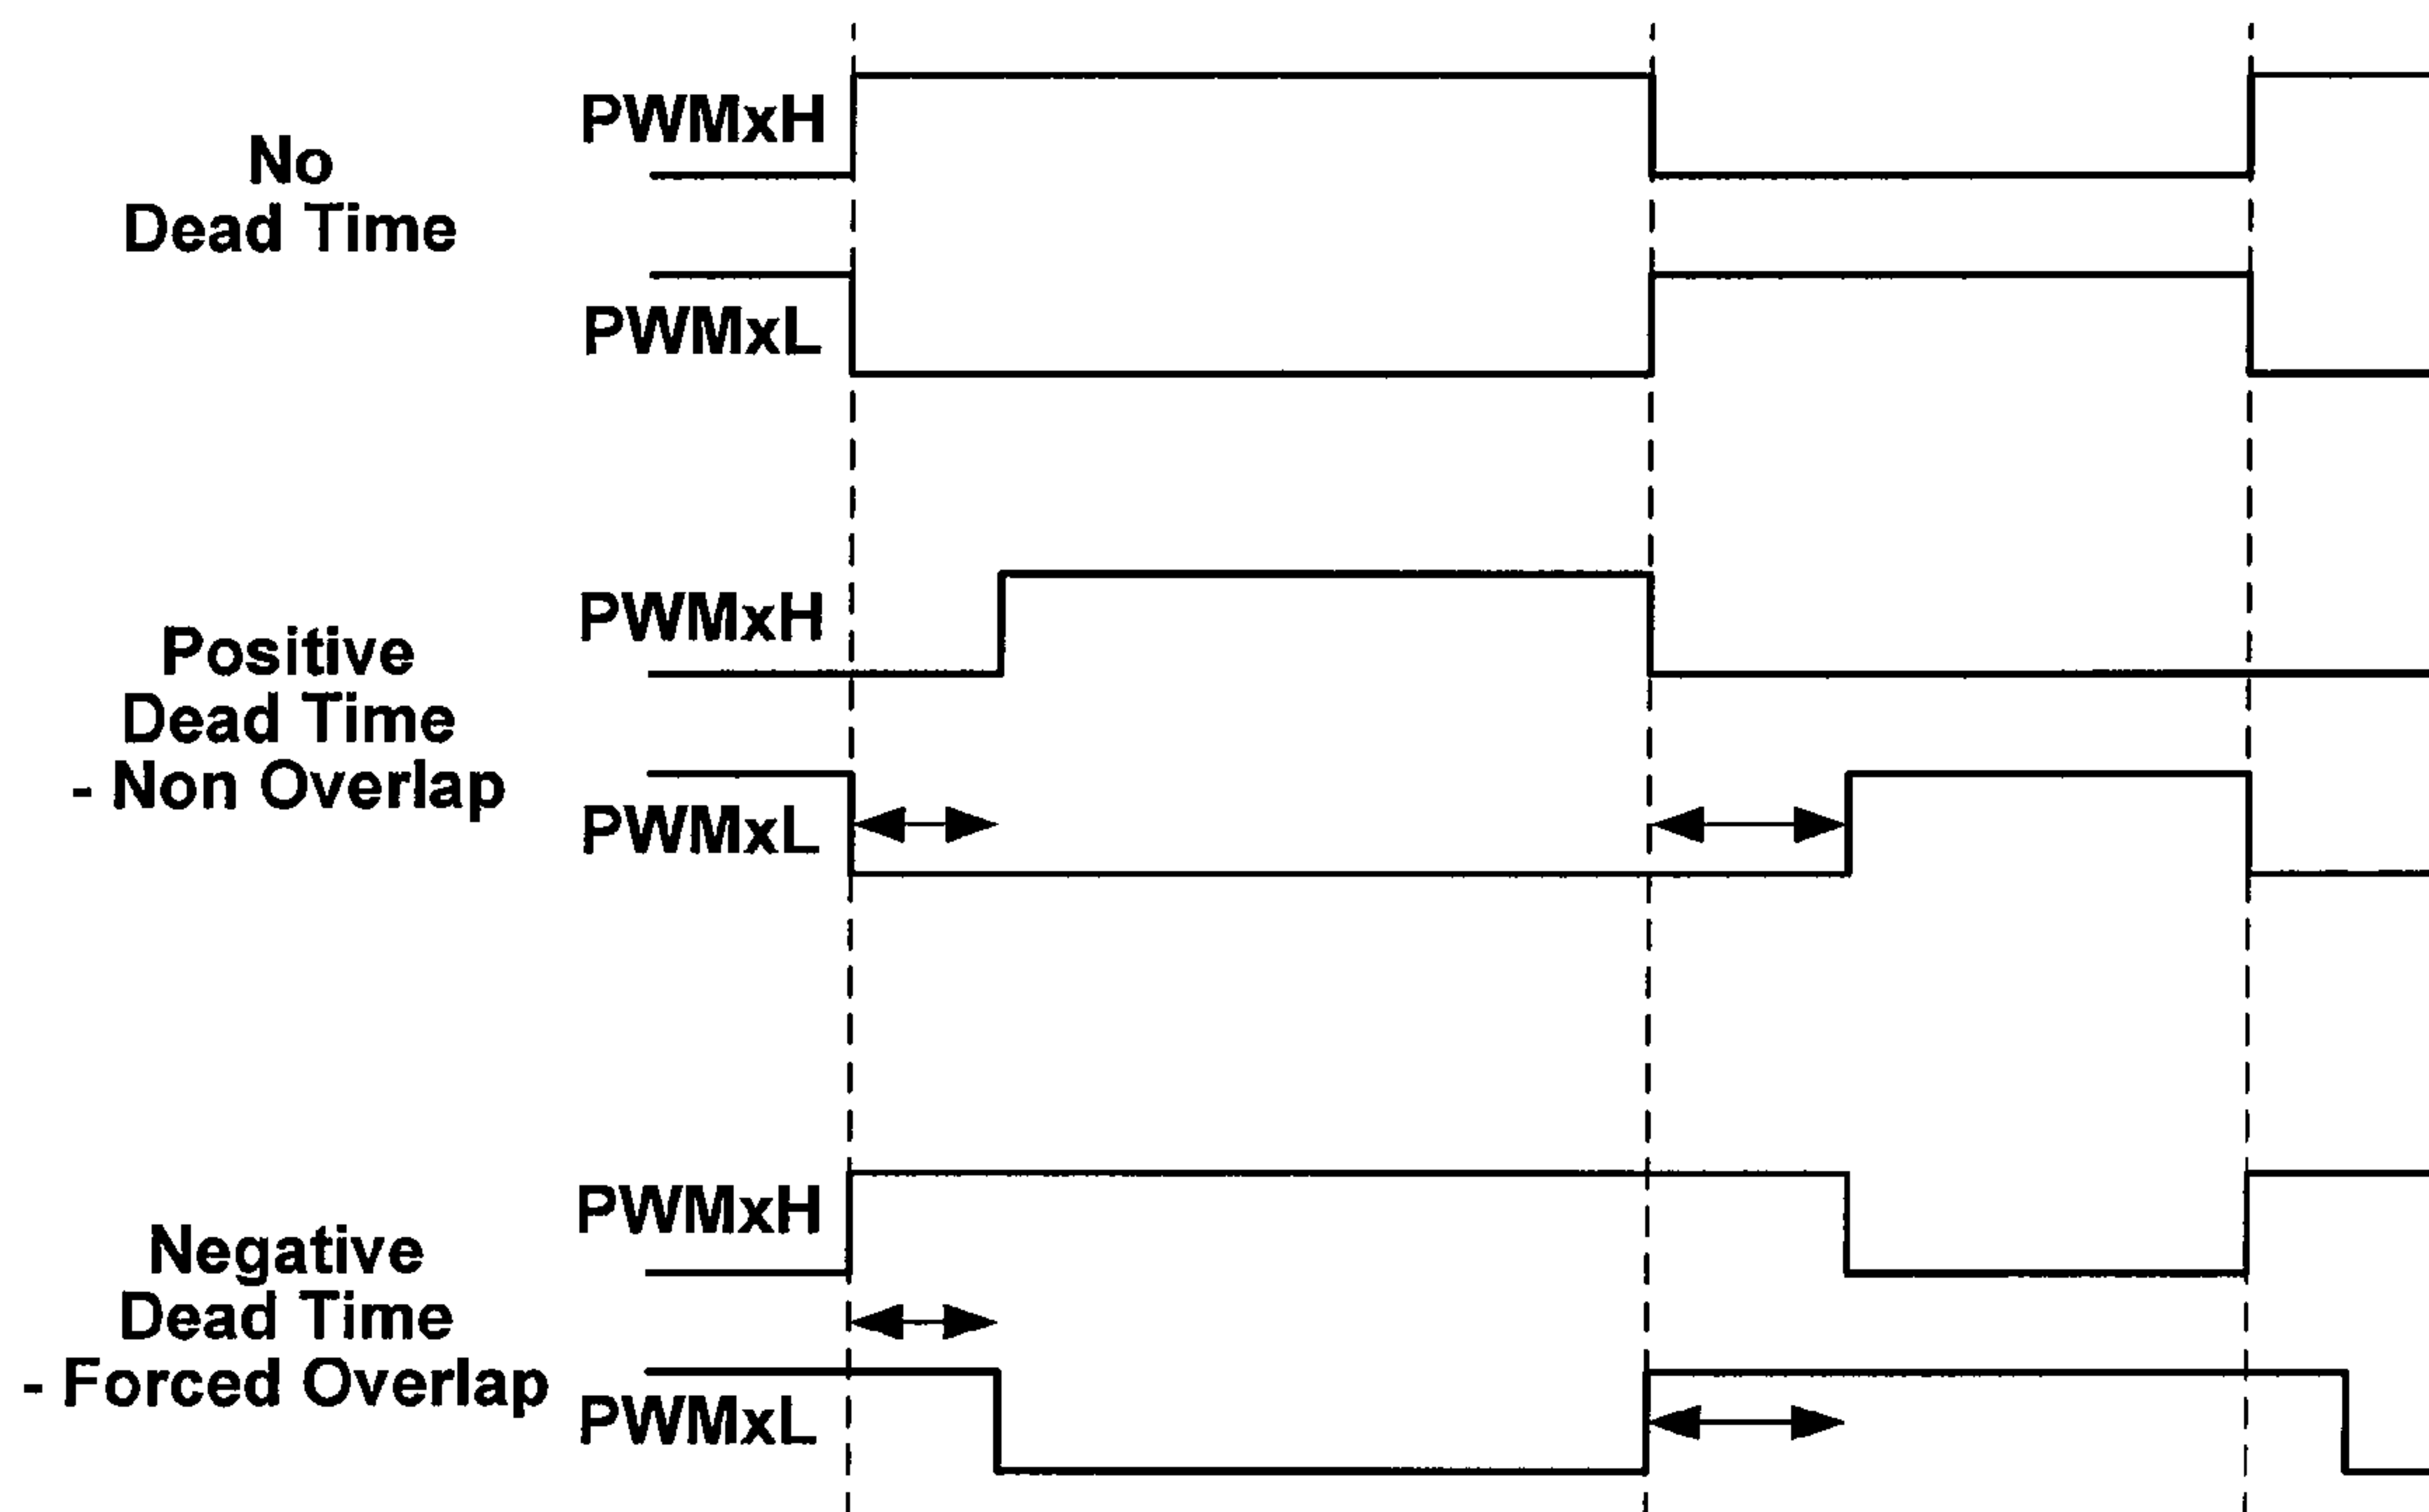 No
Dead Time
PWMxH
PWMxL
Positive
Dead Time
- Non Overlap
PWMxH
PWMxL
Negative
Dead Time
- Forced Overlap
PWMxH
PWMxL